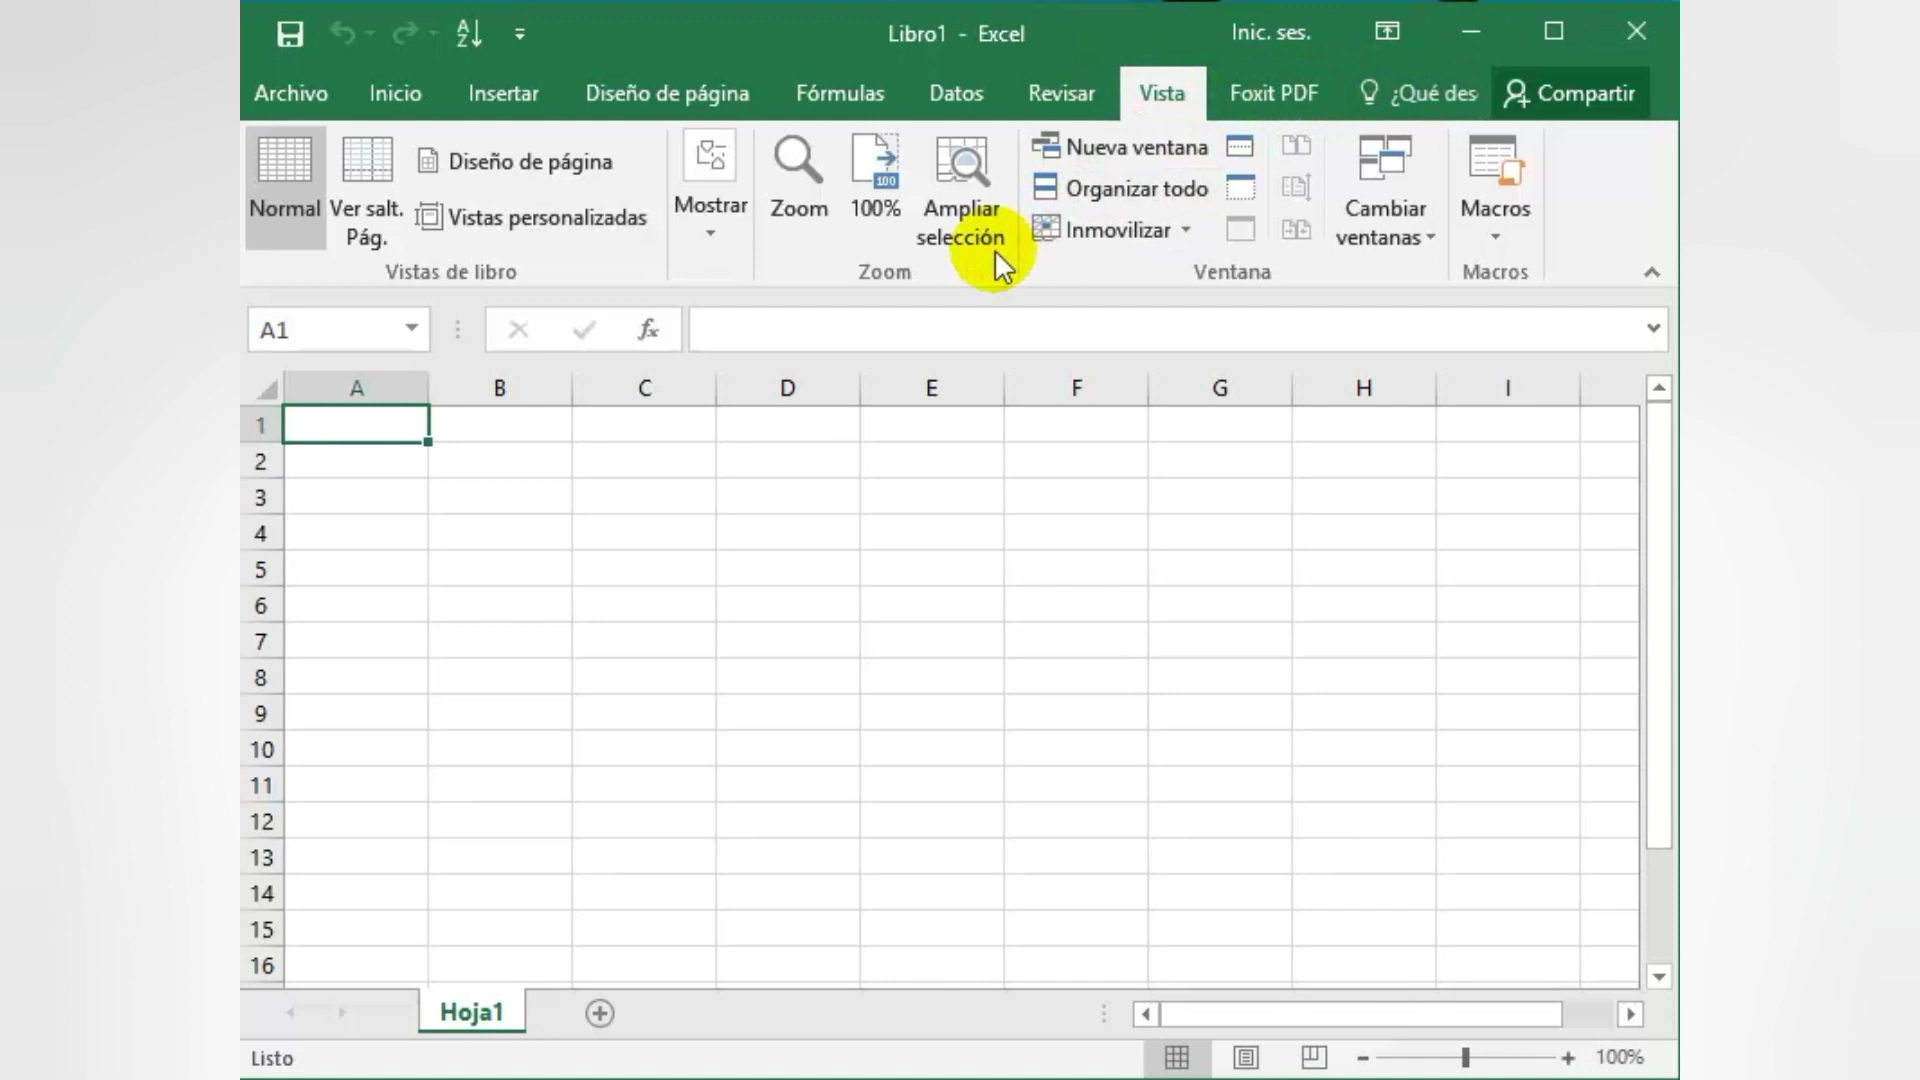 Libro1 - Excel
Inic. ses.
Archivo Inicio Insertar Diseño de página Fórmulas Datos Revisar Vista Foxit PDF ¿Qué des Compartir
Normal
Ver salt.
Pág.
Diseño de página
Vistas personalizadas
Vistas de libro
Mostrar
Zoom
100
100%
Ampliar
selección
Zoom
Nueva ventana
Organizar todo
Inmovilizar
Ventana
Cambiar
ventanas
Macros
Macros
A1
fx
A B C D E F G H I
1
2
3
4
5
6
7
8
9
10
11
12
13
14
15
16
Hoja1
Listo
100%